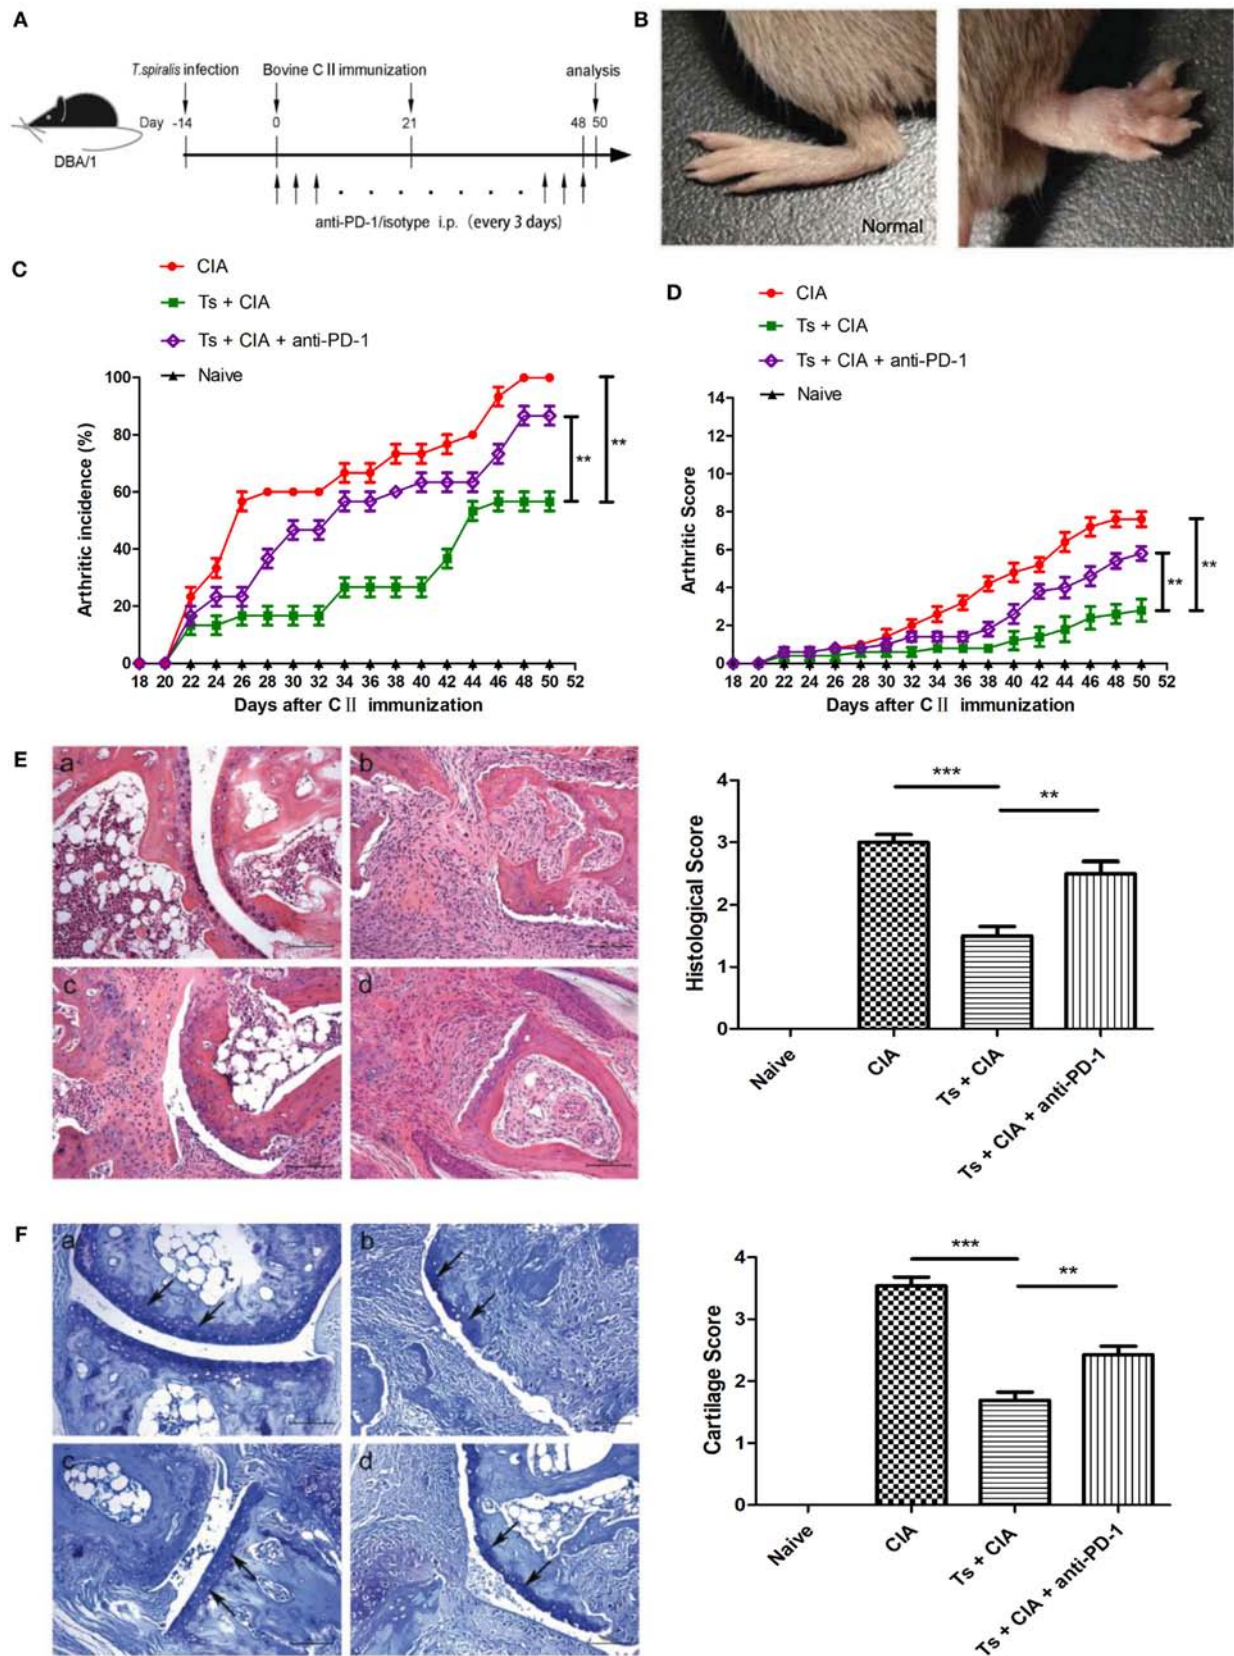 A
T.spiralis infection
Bovine C II immunization
analysis
Day -14 0 21 48 50
DBA/1
anti-PD-1/isotype i.p. (every 3 days)
B
Normal
C
CIA
Ts + CIA
Ts + CIA + anti-PD-1
Naive
Arthritic incidence (%)
100
80
60
40
20
0
**
**
18 20 22 24 26 28 30 32 34 36 38 40 42 44 46 48 50 52
Days after C II immunization
D
CIA
Ts + CIA
Ts + CIA + anti-PD-1
Naive
Arthritic Score
14
12
10
8
6
4
2
0
**
**
18 20 22 24 26 28 30 32 34 36 38 40 42 44 46 48 50 52
Days after C II immunization
E
a
b
c
d
Histological Score
4
3
2
1
0
***
**
Naive
CIA
Ts + CIA
Ts + CIA + anti-PD-1
F
a
b
c
d
Cartilage Score
4
3
2
1
0
***
**
Naive
CIA
Ts + CIA
Ts + CIA + anti-PD-1